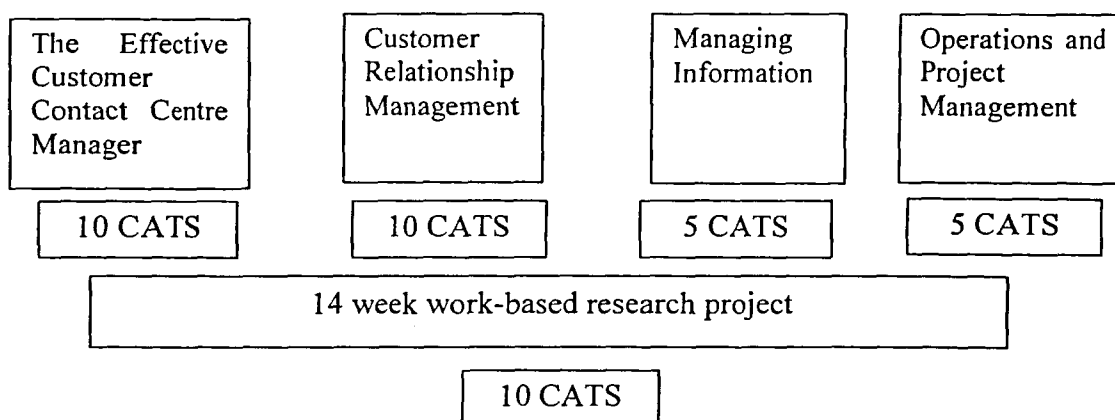 The Effective
Customer
Contact Centre
Manager
Customer
Relationship
Management
Managing
Information
Operations and
Project
Management
10 CATS
10 CATS
5 CATS
5 CATS
14 week work-based research project
10 CATS